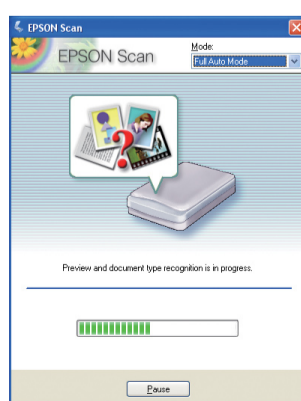 EPSON Scan
EPSON Scan
Mode:
Full Auto Mode
?
Preview and document type recognition is in progress.
Pause